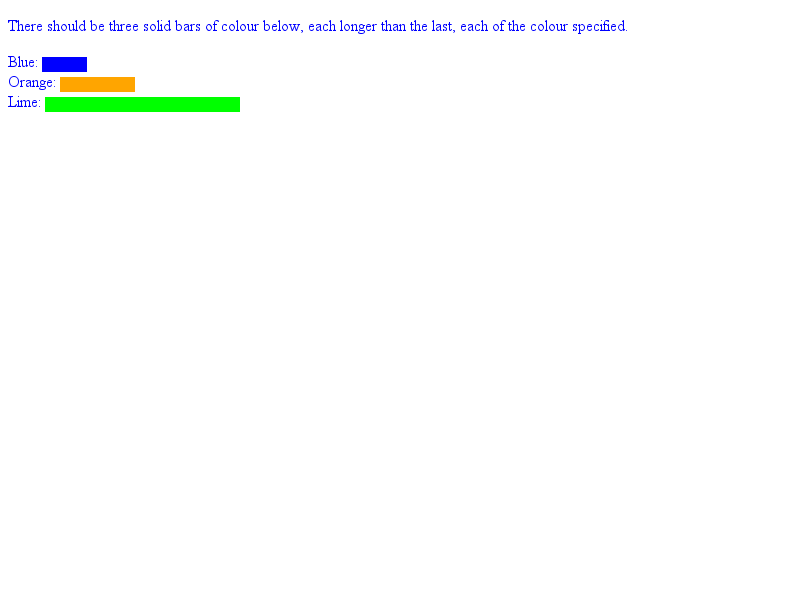 There should be three solid bars of colour below, each longer than the last, each of the colour specified.
Blue:
Orange:
Lime: